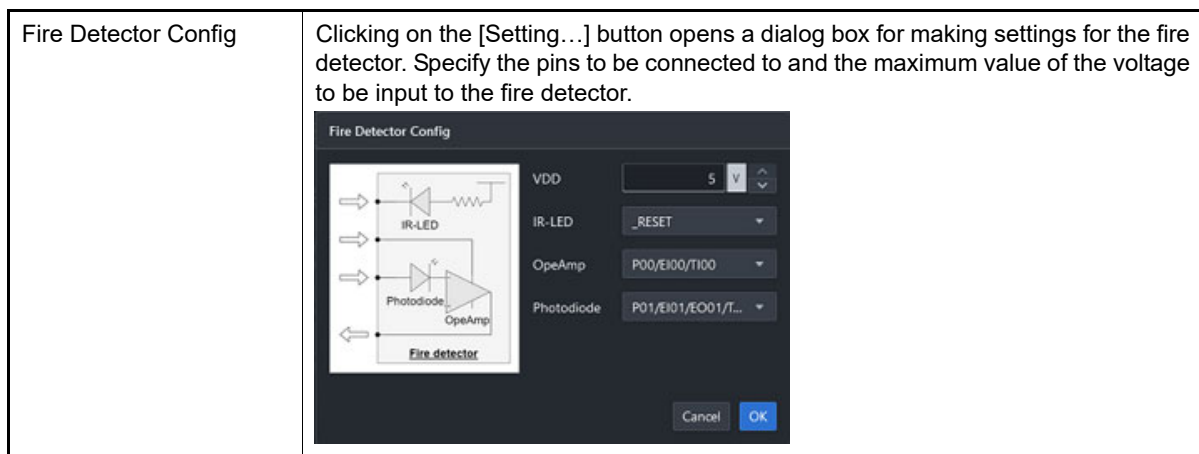 Fire Detector Config
Clicking on the [Setting…] button opens a dialog box for making settings for the fire
detector. Specify the pins to be connected to and the maximum value of the voltage
to be input to the fire detector.
Fire Detector Config
IR-LED
Photodiode
OpeAmp
Fire detector
VDD
5 V
IR-LED
_RESET
OpeAmp
P00/EI00/TI00
Photodiode
P01/EI01/EO01/T...
Cancel
OK